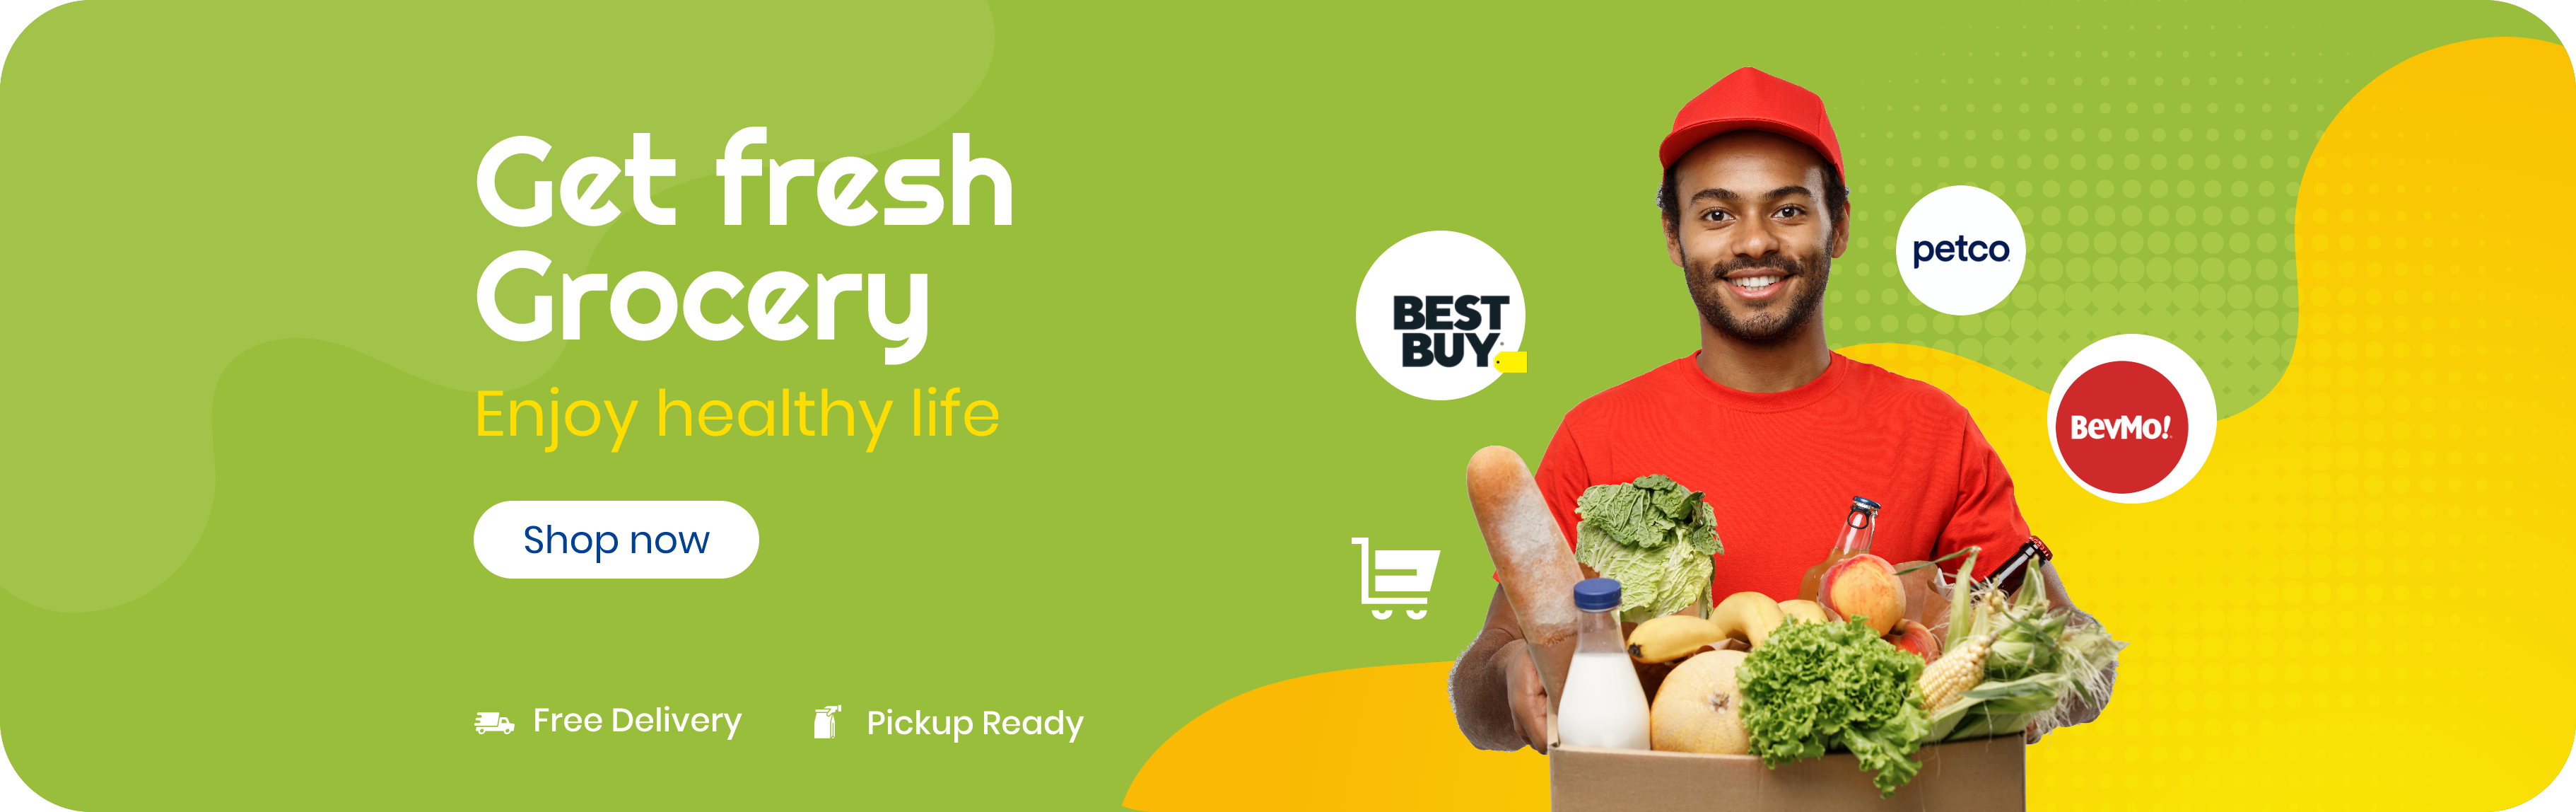 Get fresh
Grocery
Enjoy healthy life
Shop now
Free Delivery
Pickup Ready
BEST
BUY
petco
BevMo!